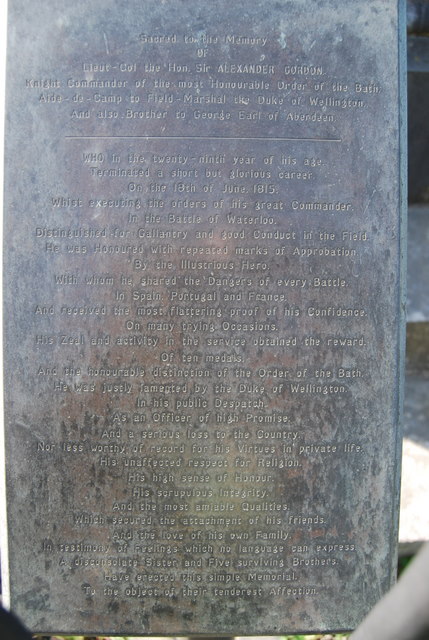 Sacred to the Memory
OF
Lieut-Col the Hon. Sir ALEXANDER GORDON.
Knight Commander of the most Honourable Order of the Bath,
Aide-de-Camp to Field-Marshal the Duke of Wellington,
And also Brother to George Earl of Aberdeen,
WHO in the twenty-ninth year of his age,
Terminated a short but glorious career,
On the 18th of June, 1815,
Whilst executing the orders of his great Commander,
In the Battle of Waterloo.
Distinguished for Gallantry and good Conduct in the Field,
He was Honoured with repeated marks of Approbation
By the Illustrious Hero,
With whom he shared the Dangers of every Battle,
In Spain, Portugal and France,
And received the most flattering proof of his Confidence,
On many trying Occasions.
His Zeal and activity in the service obtained the reward,
Of ten medals,
And the honourable distinction of the Order of the Bath.
He was justly lamented by the Duke of Wellington,
In his public Despatch,
As an Officer of high Promise,
And a serious loss to the Country.
Nor less worthy of record for his Virtues in private life,
His unaffected respect for Religion,
His high sense of Honour,
His scrupulous Integrity,
And the most amiable Qualities,
Which secured the attachment of his friends,
And the love of his own Family.
In testimony of Feelings which no language can express,
A disconsolate Sister and Five surviving Brothers,
Have erected this simple Memorial,
To the object of their tenderest Affection.